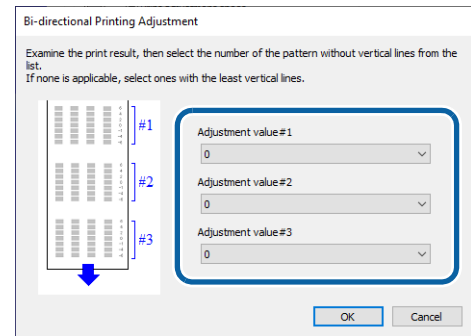 Bi-directional Printing Adjustment
Examine the print result, then select the number of the pattern without vertical lines from the
list.
If none is applicable, select ones with the least vertical lines.
#1
#2
#3
Adjustment value#1
0
Adjustment value#2
0
Adjustment value#3
0
OK
Cancel